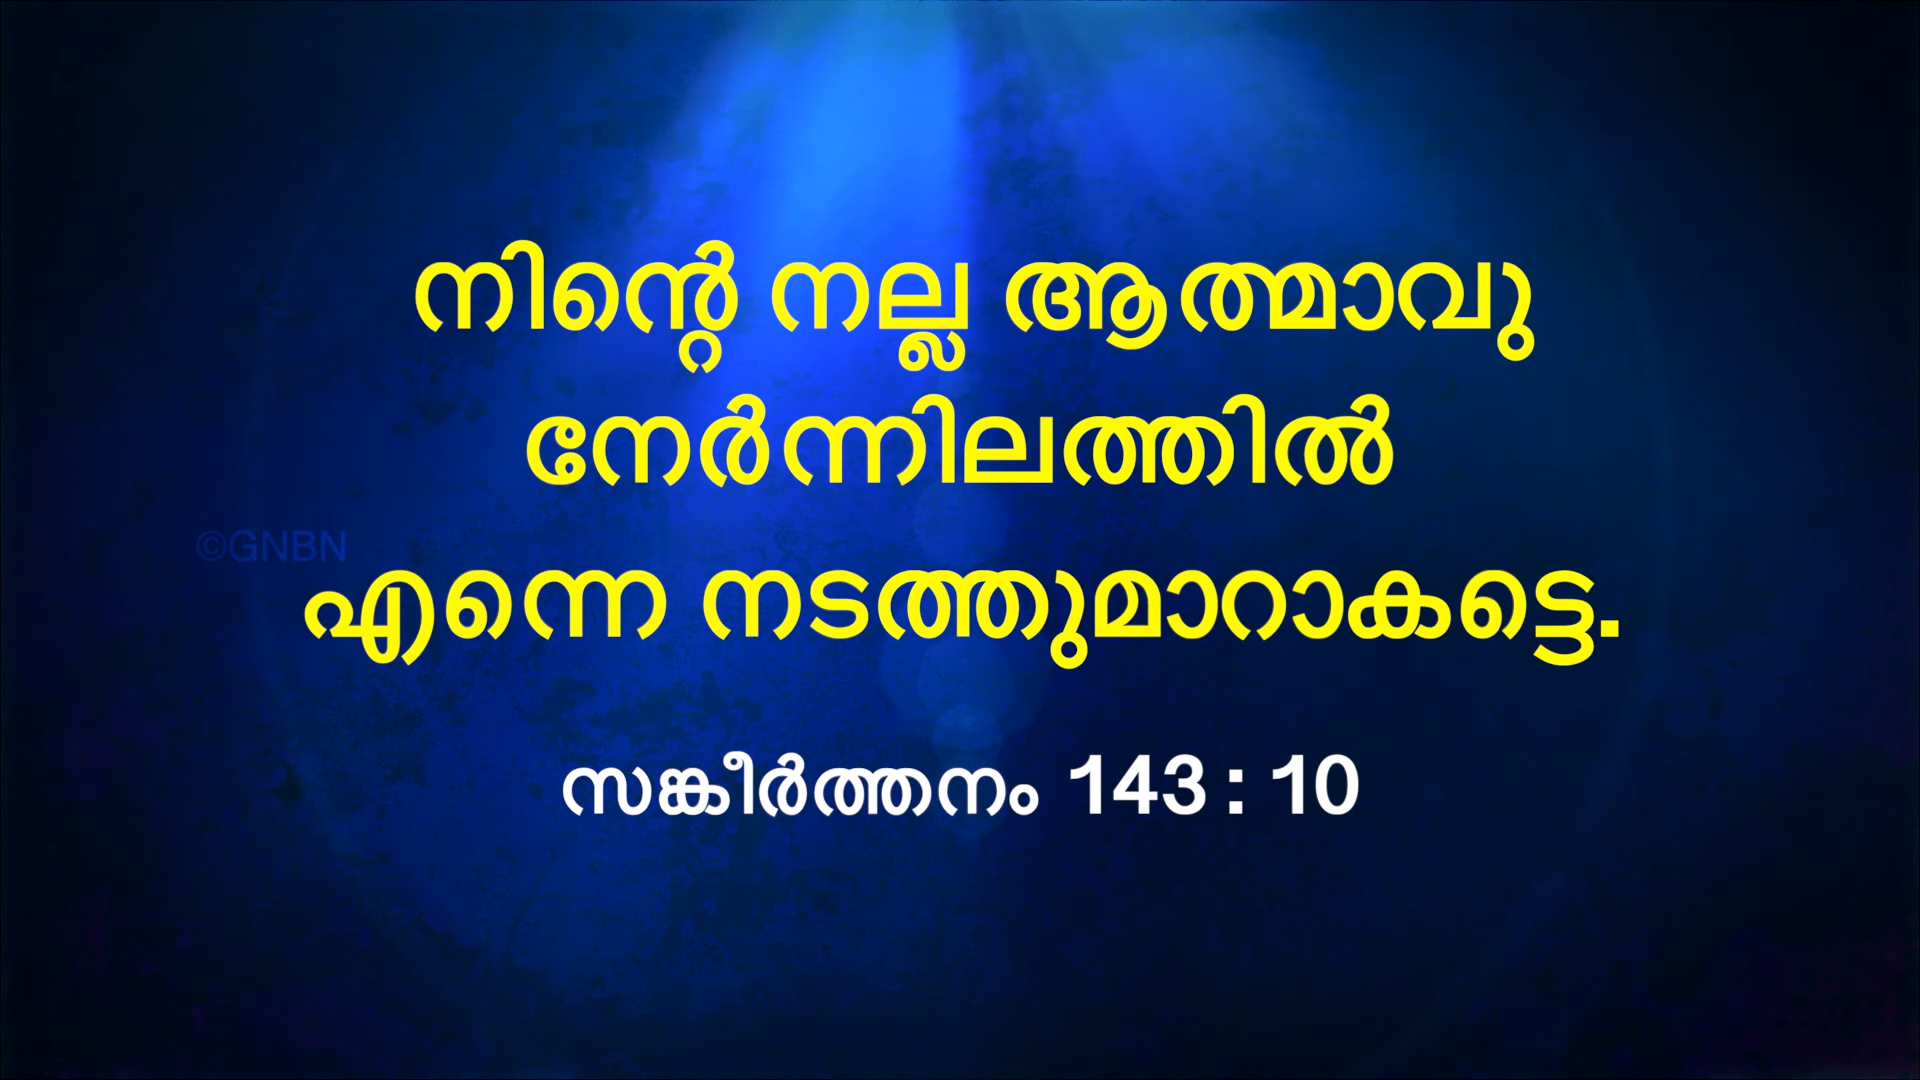 നിന്റെ നല്ല ആത്മാവു
നേർന്നിലത്തിൽ
©GNBN
എന്നെ നടത്തുമാറാകട്ടെ.
സങ്കീർത്തനം 143 : 10